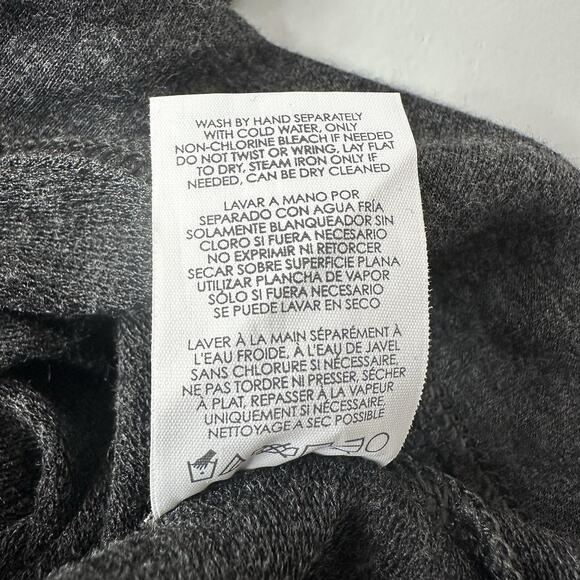 WASH BY HAND SEPARATELY
WITH COLD WATER, ONLY
NON-CHLORINE BLEACH IF NEEDED
DO NOT TWIST OR WRING, LAY FLAT
TO DRY, STEAM IRON ONLY IF
NEEDED, CAN BE DRY CLEANED
LAVAR A MANO POR
SEPARADO CON AGUA FRÍA
SOLAMENTE BLANQUEADOR SIN
CLORO SI FUERA NECESARIO
NO EXPRIMIR NI RETORCER
SECAR SOBRE SUPERFICIE PLANA
UTILIZAR PLANCHA DE VAPOR
SÓLO SI FUERA NECESARIO
SE PUEDE LAVAR EN SECO
LAVER À LA MAIN SÉPARÉMENT À
L'EAU FROIDE, À L'EAU DE JAVEL
SANS CHLORURE SI NÉCESSAIRE,
NE PAS TORDRE NI PRESSER, SÉCHER
À PLAT, REPASSER À LA VAPEUR
UNIQUEMENT SI NÉCESSAIRE,
NETTOYAGE A SEC POSSIBLE